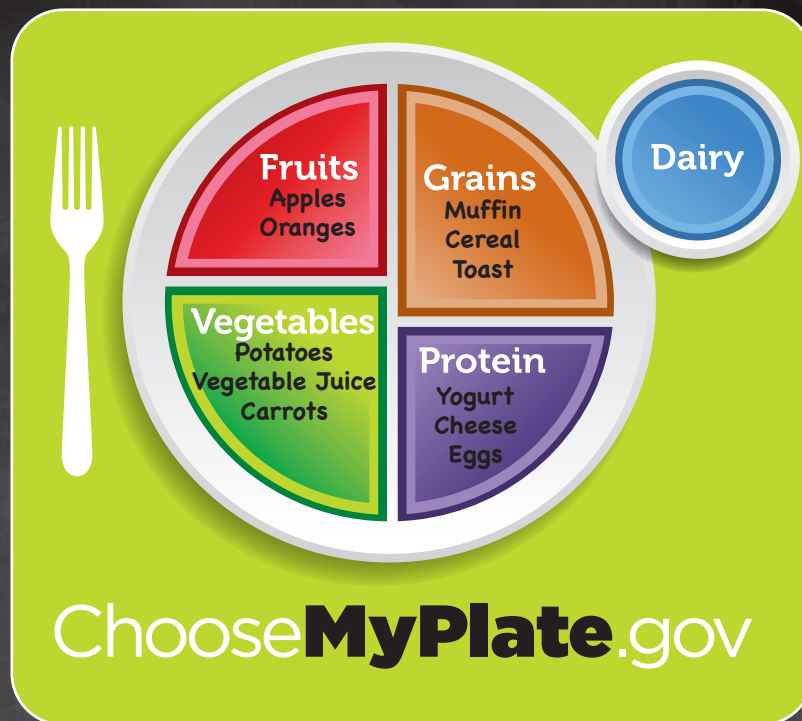 Fruits
Apples
Oranges
Grains
Muffin
Cereal
Toast
Dairy
Vegetables
Potatoes
Vegetable Juice
Carrots
Protein
Yogurt
Cheese
Eggs
ChooseMyPlate.gov